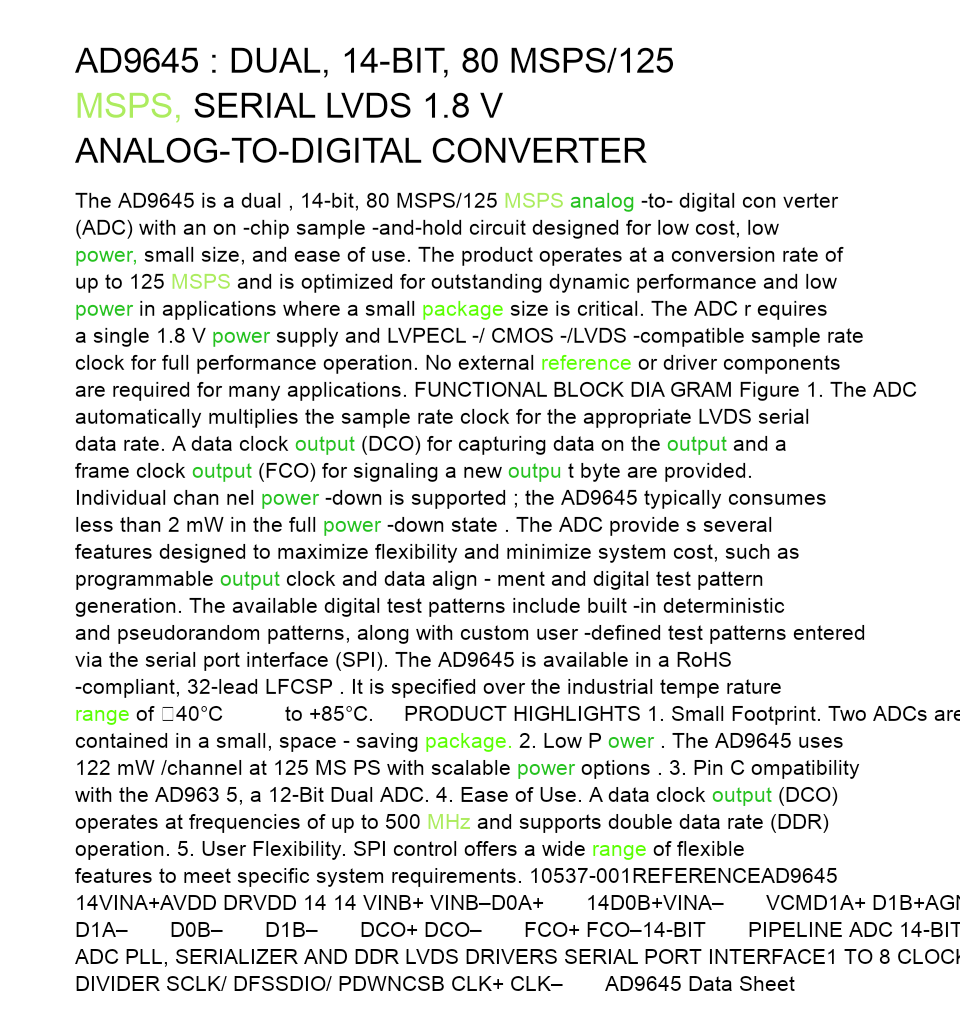 AD9645 : DUAL, 14-BIT, 80 MSPS/125
MSPS, SERIAL LVDS 1.8 V
ANALOG-TO-DIGITAL CONVERTER
The AD9645 is a dual , 14-bit, 80 MSPS/125 MSPS analog -to- digital con verter
(ADC) with an on -chip sample -and-hold circuit designed for low cost, low
power, small size, and ease of use. The product operates at a conversion rate of
up to 125 MSPS and is optimized for outstanding dynamic performance and low
power in applications where a small package size is critical. The ADC r equires
a single 1.8 V power supply and LVPECL -/ CMOS -/LVDS -compatible sample rate
clock for full performance operation. No external reference or driver components
are required for many applications. FUNCTIONAL BLOCK DIA GRAM Figure 1. The ADC
automatically multiplies the sample rate clock for the appropriate LVDS serial
data rate. A data clock output (DCO) for capturing data on the output and a
frame clock output (FCO) for signaling a new outpu t byte are provided.
Individual chan nel power -down is supported ; the AD9645 typically consumes
less than 2 mW in the full power -down state . The ADC provide s several
features designed to maximize flexibility and minimize system cost, such as
programmable output clock and data align - ment and digital test pattern
generation. The available digital test patterns include built -in deterministic
and pseudorandom patterns, along with custom user -defined test patterns entered
via the serial port interface (SPI). The AD9645 is available in a RoHS
-compliant, 32-lead LFCSP . It is specified over the industrial tempe rature
range of □40°C to +85°C. PRODUCT HIGHLIGHTS 1. Small Footprint. Two ADCs are
contained in a small, space - saving package. 2. Low P ower . The AD9645 uses
122 mW /channel at 125 MS PS with scalable power options . 3. Pin C ompatibility
with the AD963 5, a 12-Bit Dual ADC. 4. Ease of Use. A data clock output (DCO)
operates at frequencies of up to 500 MHz and supports double data rate (DDR)
operation. 5. User Flexibility. SPI control offers a wide range of flexible
features to meet specific system requirements. 10537-001REFERENCEAD9645
14VINA+AVDD DRVDD 14 14 VINB+ VINB–D0A+ 14D0B+VINA– VCMD1A+ D1B+AGN
D1A– D0B– D1B– DCO+ DCO– FCO+ FCO–14-BIT PIPELINE ADC 14-BIT
ADC PLL, SERIALIZER AND DDR LVDS DRIVERS SERIAL PORT INTERFACE1 TO 8 CLOCK
DIVIDER SCLK/ DFSSDIO/ PDWNCSB CLK+ CLK– AD9645 Data Sheet